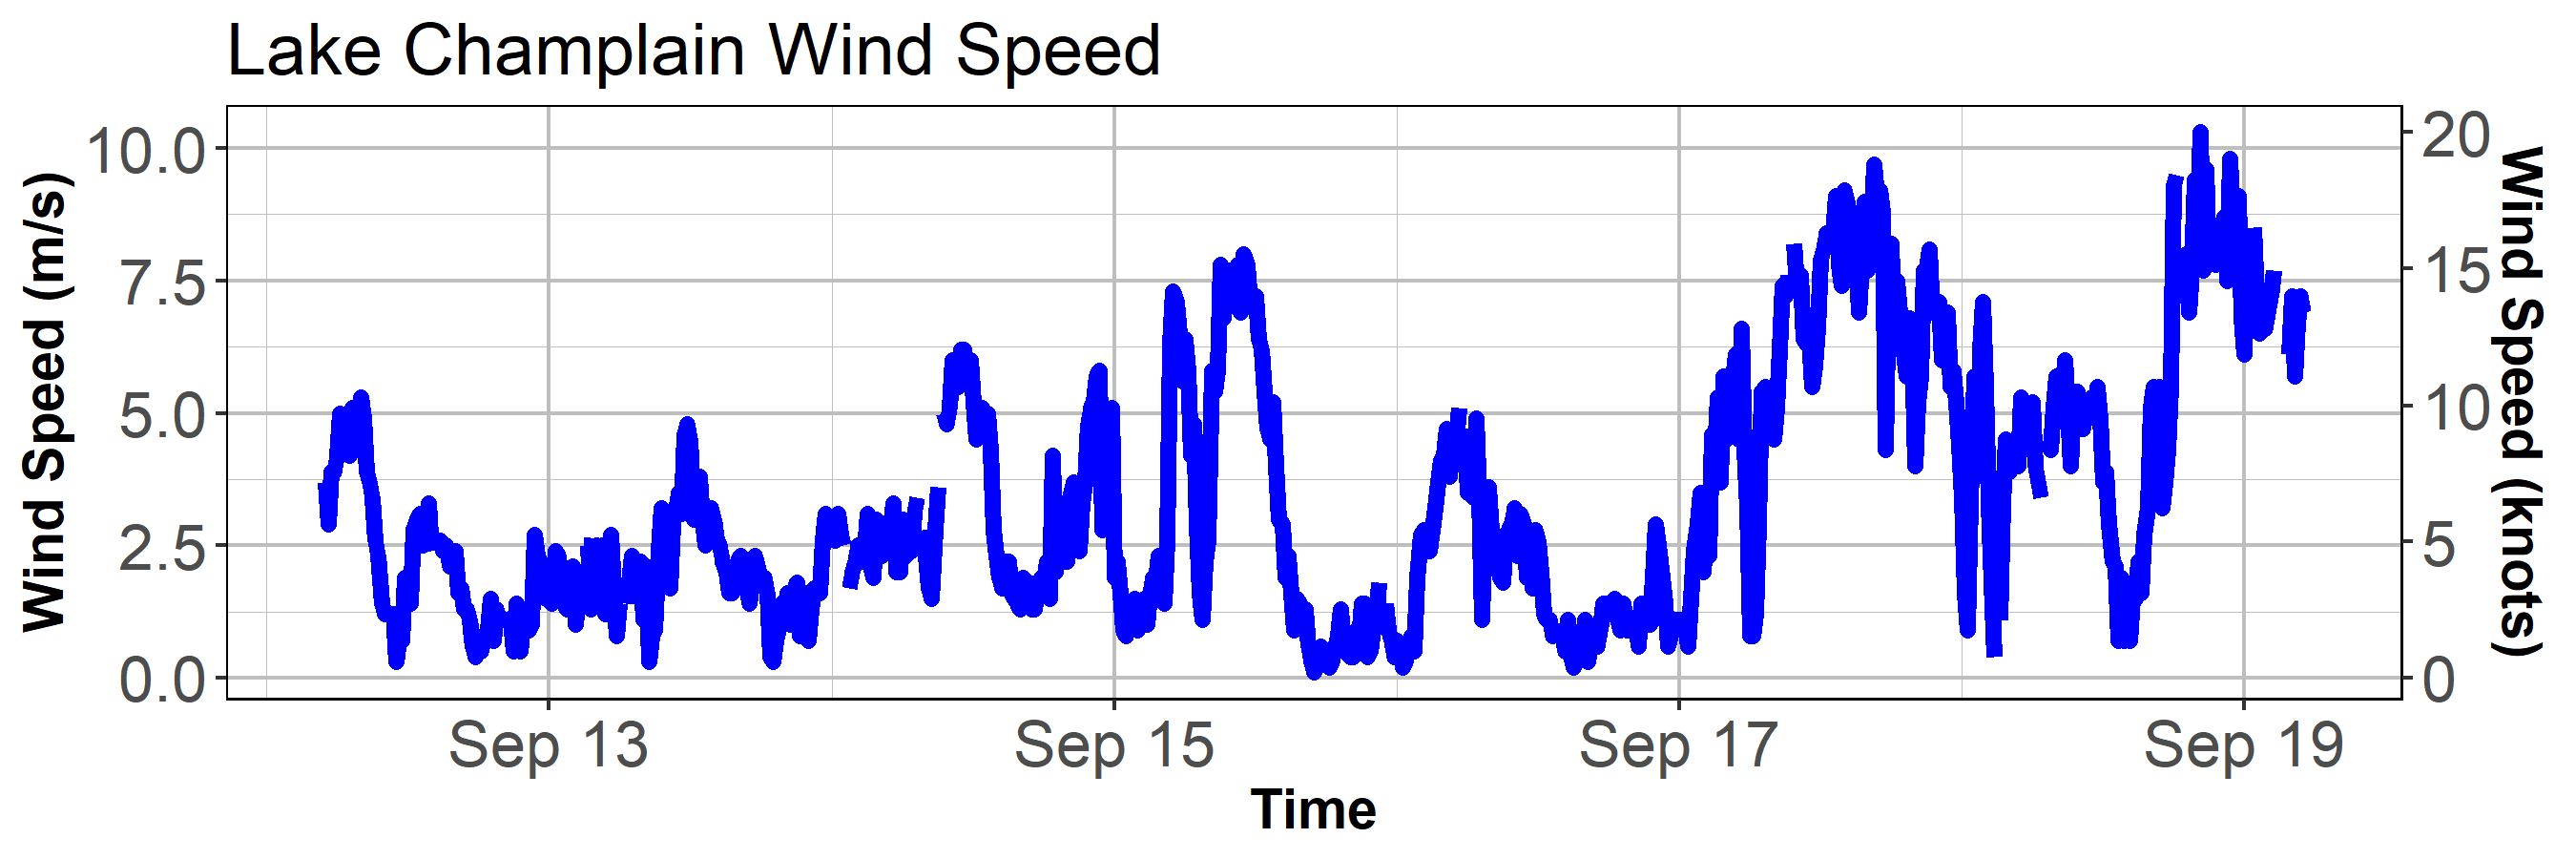 Lake Champlain Wind Speed
Wind Speed (m/s)
10.0
7.5
5.0
2.5
0.0
20
15
10
5
0
Wind Speed (knots)
Sep 13
Sep 15
Sep 17
Sep 19
Time